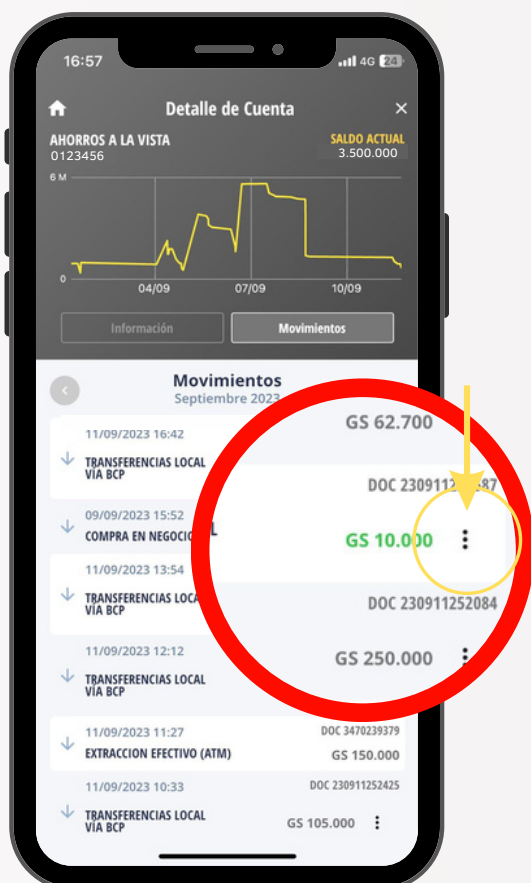 16:57
4G 24
Detalle de Cuenta
AHORROS A LA VISTA
SALDO ACTUAL
0123456
3.500.000
6 M
0
04/09
07/09
10/09
Información
Movimientos
Movimientos
Septiembre 2023
GS 62.700
11/09/2023 16:42
TRANSFERENCIAS LOCAL
VÍA BCP
DOC
09/09/2023 15:52
COMPRA EN
GS 10.000
11/09/2023 13:54
DOC 230911252084
TRANSFERENCIAS
VÍA BCP
11/09/2023 12:12
GS 250.000
TRANSFERENCIAS LOCAL
VÍA BCP
11/09/2023 11:27
DOC 3470239379
EXTRACCION EFECTIVO (ATM)
GS 150.000
11/09/2023 10:33
DOC 230911252425
TRANSFERENCIAS LOCAL
VÍA BCP
GS 105.000